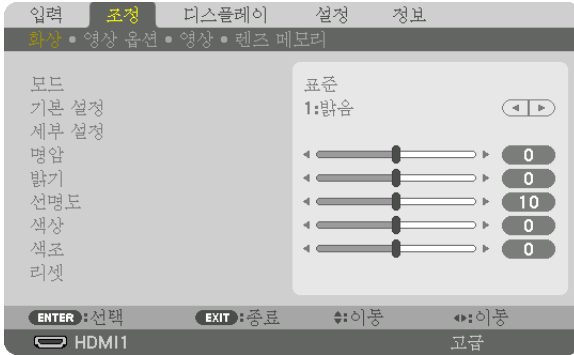 입력 조정 디스플레이 설정 정보
화상 ● 영상 옵션 ● 영상 ● 렌즈 메모리
모드 표준
기본 설정 1:밝음
세부 설정
명암 0
밝기 0
선명도 10
색상 0
색조 0
리셋
ENTER:선택 EXIT:종료 :이동 :이동
HDMI1 고급